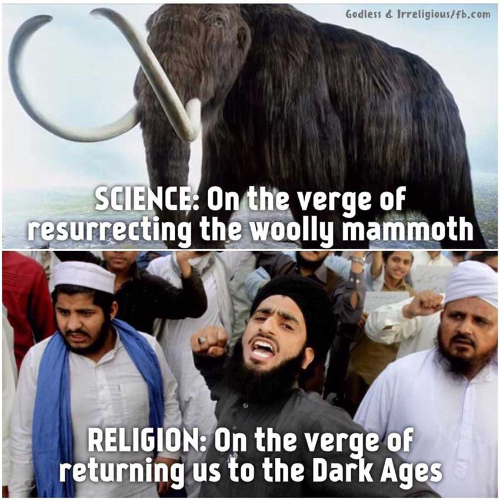 Godless & Irreligious/fb.com
SCIENCE: On the verge of
resurrecting the woolly mammoth
RELIGION: On the verge of
returning us to the Dark Ages